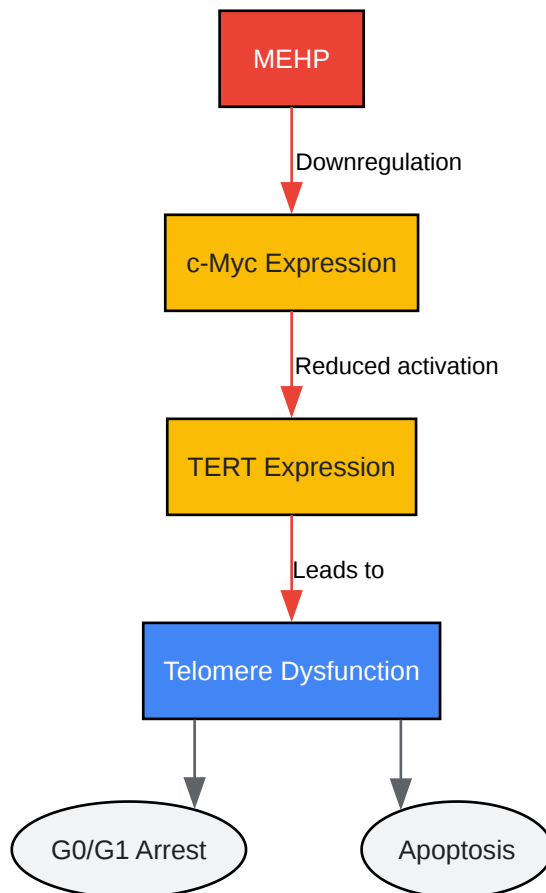 MEHP
Downregulation
c-Myc Expression
Reduced activation
TERT Expression
Leads to
Telomere Dysfunction
G0/G1 Arrest
Apoptosis